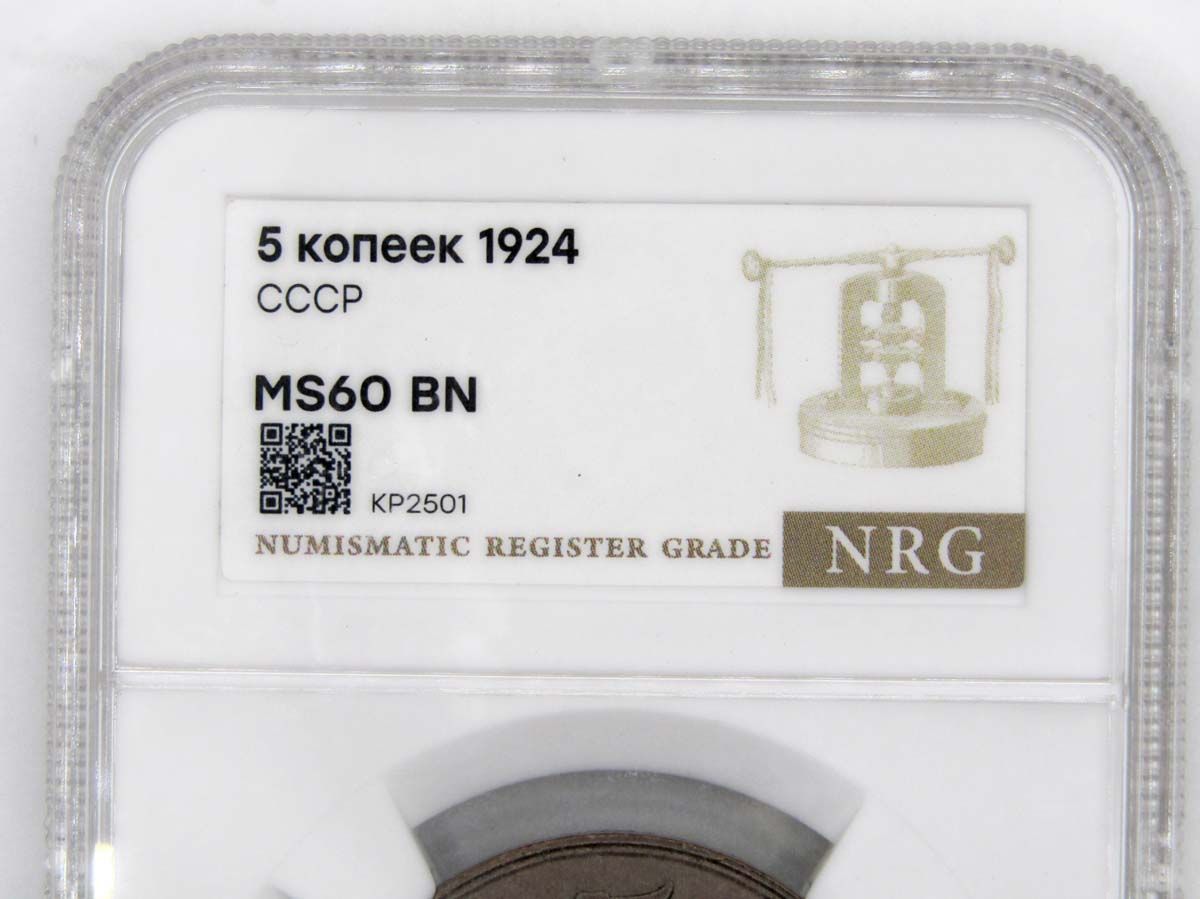 5 копеек 1924
СССР
MS60 BN
KP2501
NUMISMATIC REGISTER GRADE
NRG